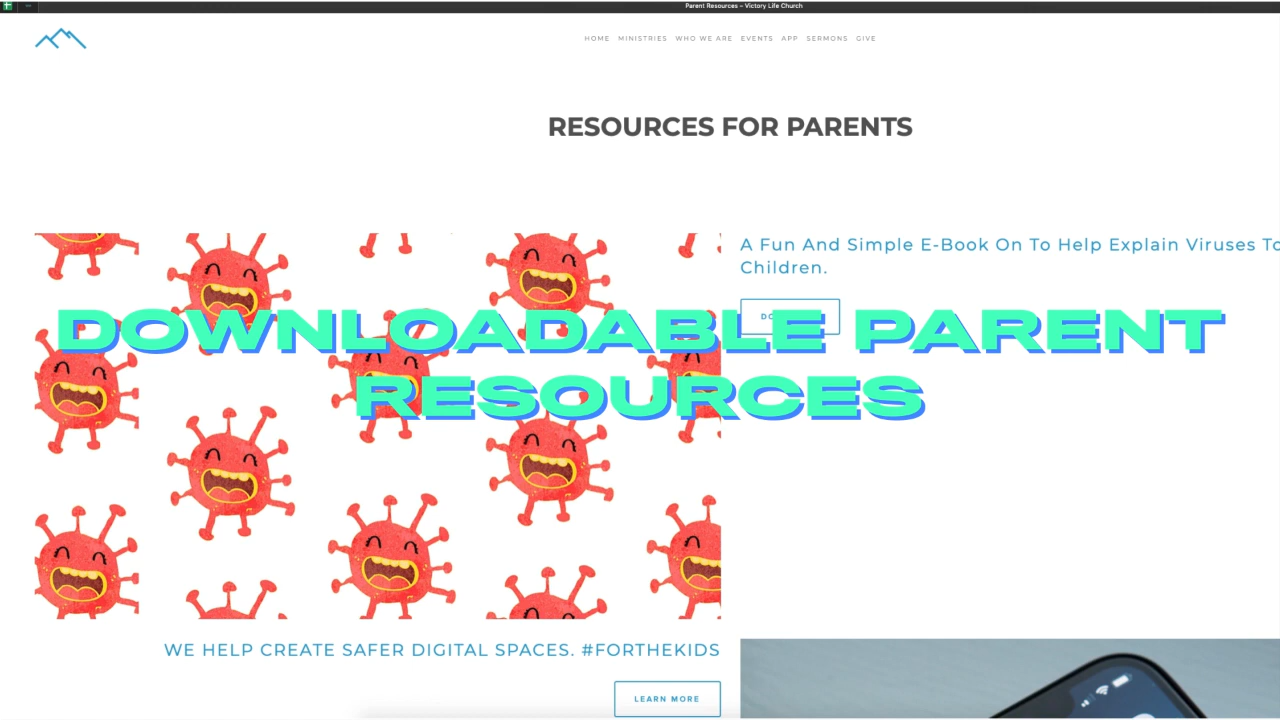 Parent Resources – Victory Life Church
HOME MINISTRIES WHO WE ARE EVENTS APP SERMONS GIVE
RESOURCES FOR PARENTS
A Fun And Simple E-Book On To Help Explain Viruses To
Children.
DOWNLOADABLE PARENT
RESOURCES
WE HELP CREATE SAFER DIGITAL SPACES. #FORTHEKIDS
LEARN MORE